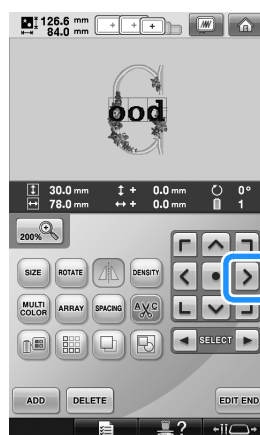 126.6 mm
84.0 mm
ood
30.0 mm + 0.0 mm 0°
78.0 mm + 0.0 mm 1
200%
SIZE ROTATE DENSITY
MULTI COLOR ARRAY SPACING A C
SELECT
ADD DELETE EDIT END
?